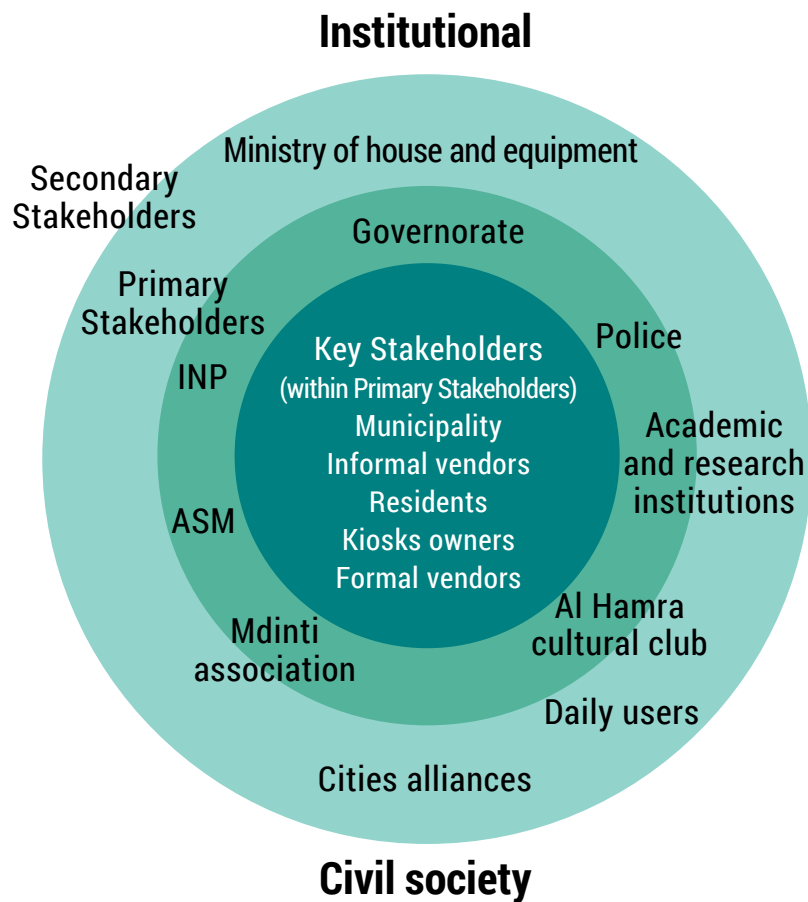 Institutional
Ministry of house and equipment
Secondary
Stakeholders
Governorate
Primary
Stakeholders
Police
INP
Key Stakeholders
(within Primary Stakeholders)
Municipality
Informal vendors
Residents
Kiosks owners
Formal vendors
Academic
and research
institutions
ASM
Al Hamra
cultural club
Mdinti
association
Daily users
Cities alliances
Civil society